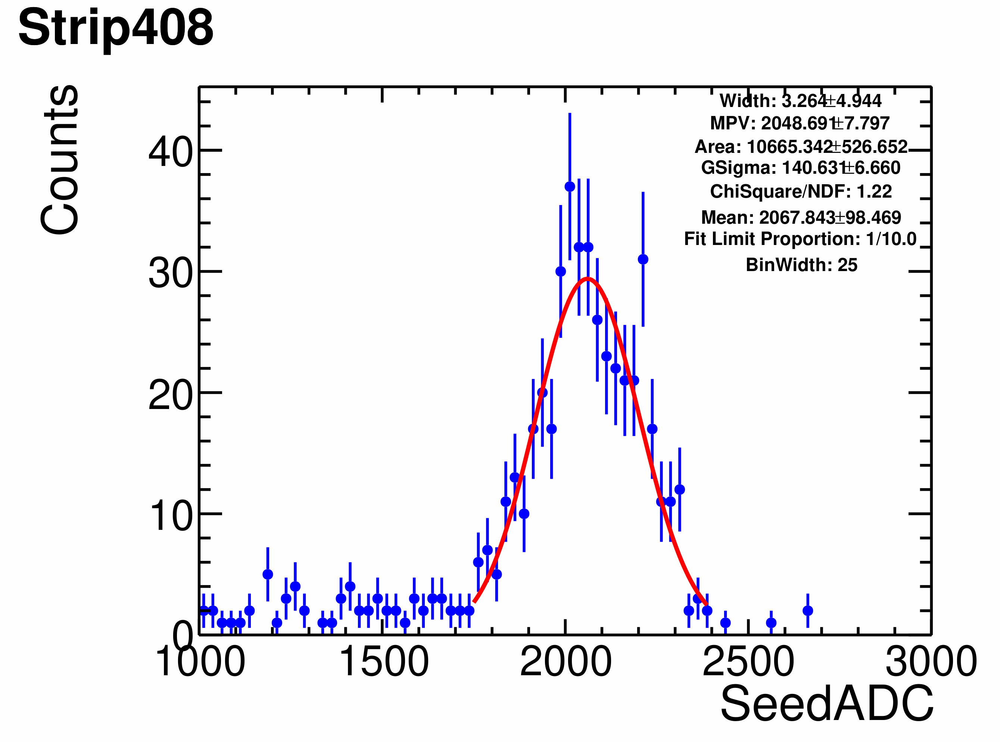 Strip408
Counts
Width: 3.264±4.944
MPV: 2048.691±7.797
Area: 10665.342±526.652
GSigma: 140.631±6.660
ChiSquare/NDF: 1.22
Mean: 2067.843±98.469
Fit Limit Proportion: 1/10.0
BinWidth: 25
40
30
20
10
0
1000 1500 2000 2500 3000
SeedADC